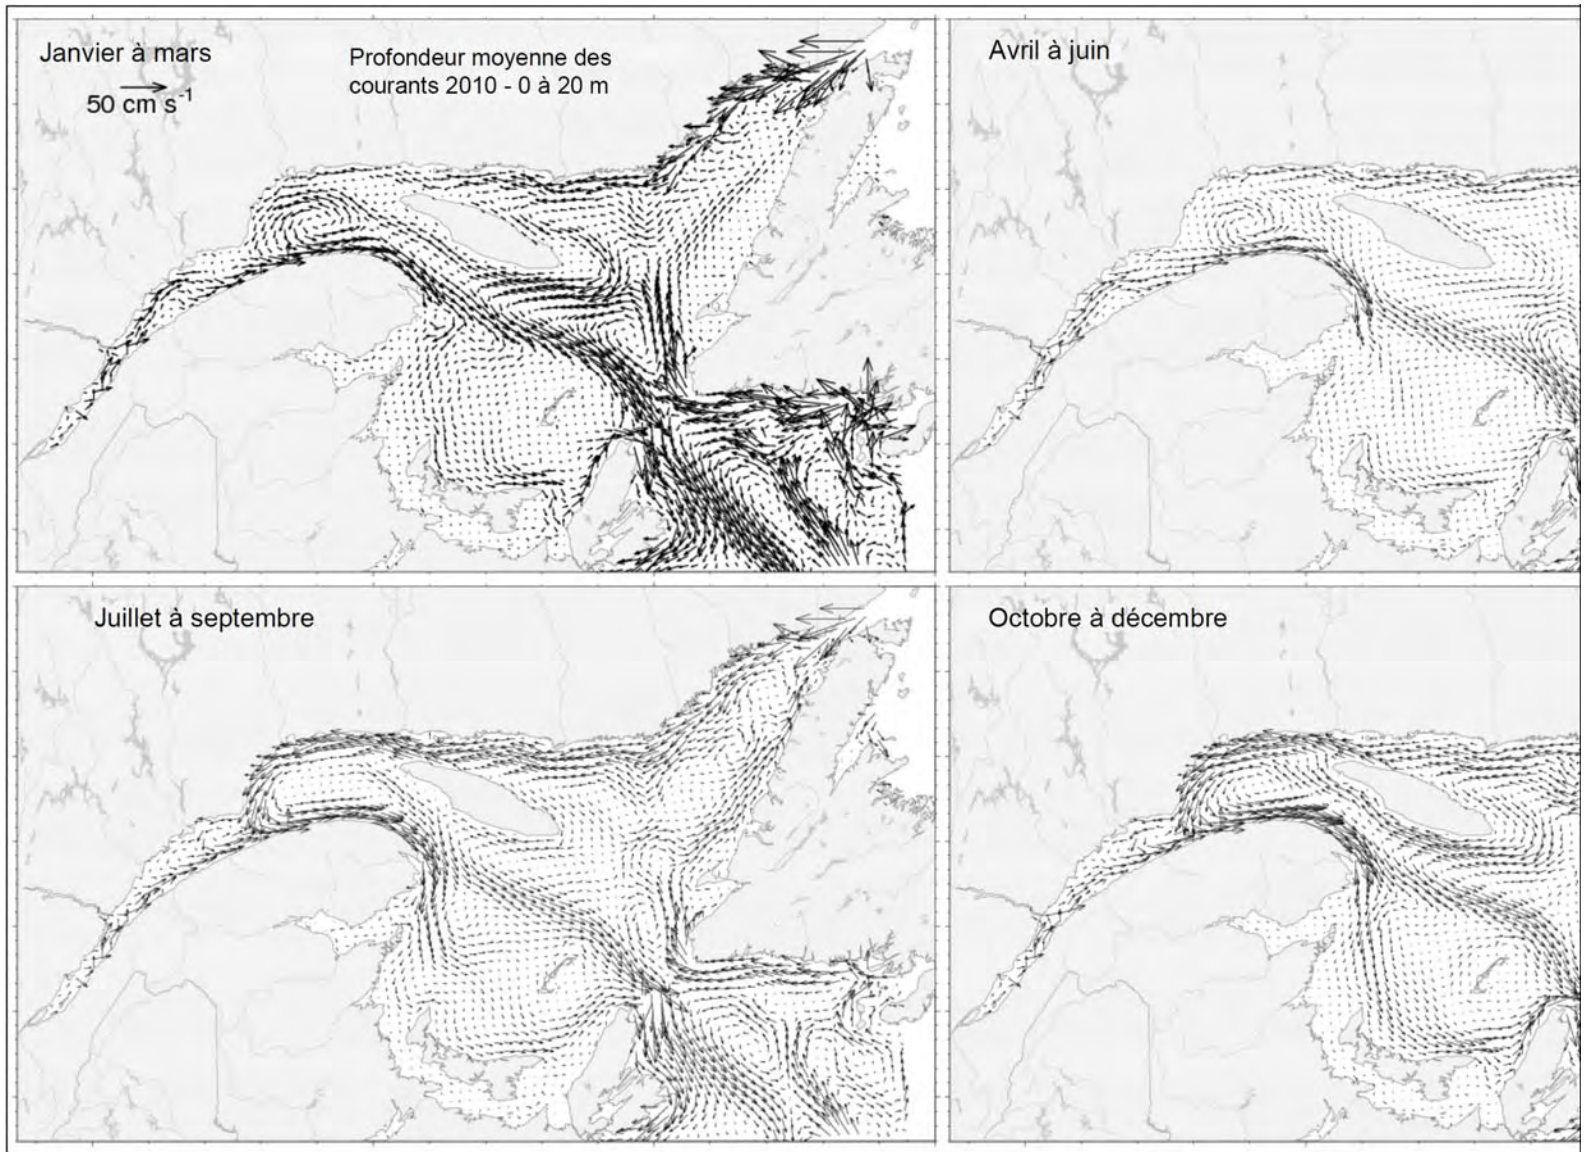 Janvier à mars
50 cm s-1
Profondeur moyenne des
courants 2010 - 0 à 20 m
Avril à juin
Juillet à septembre
Octobre à décembre